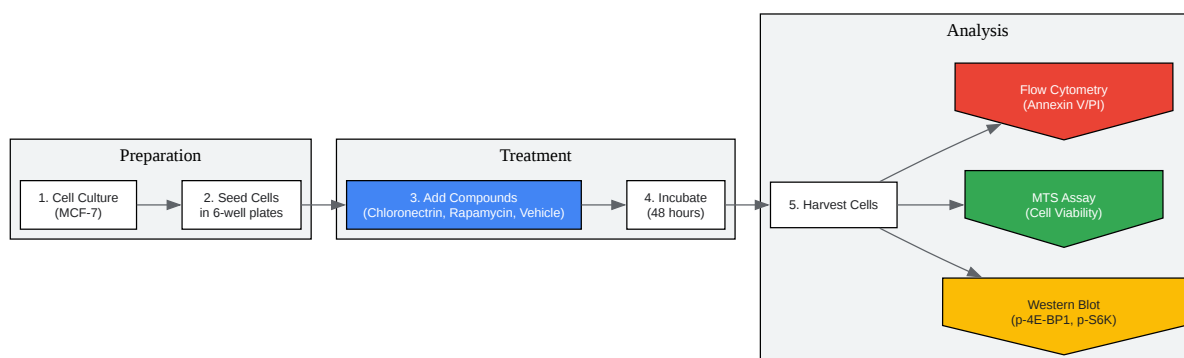 Preparation
1. Cell Culture
(MCF-7)
2. Seed Cells
in 6-well plates
Treatment
3. Add Compounds
(Chloronectrin, Rapamycin, Vehicle)
4. Incubate
(48 hours)
Analysis
5. Harvest Cells
Flow Cytometry
(Annexin V/PI)
MTS Assay
(Cell Viability)
Western Blot
(p-4E-BP1, p-S6K)